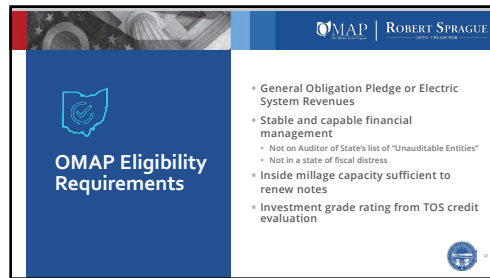 OMAP
ROBERT SPRAGUE
OHIO TREASURER
OMAP Eligibility
Requirements
General Obligation Pledge or Electric
System Revenues
Stable and capable financial
management
Not on Auditor of State's list of “Unauditable Entities”
Not in a state of fiscal distress
Inside millage capacity sufficient to
renew notes
Investment grade rating from TOS credit
evaluation